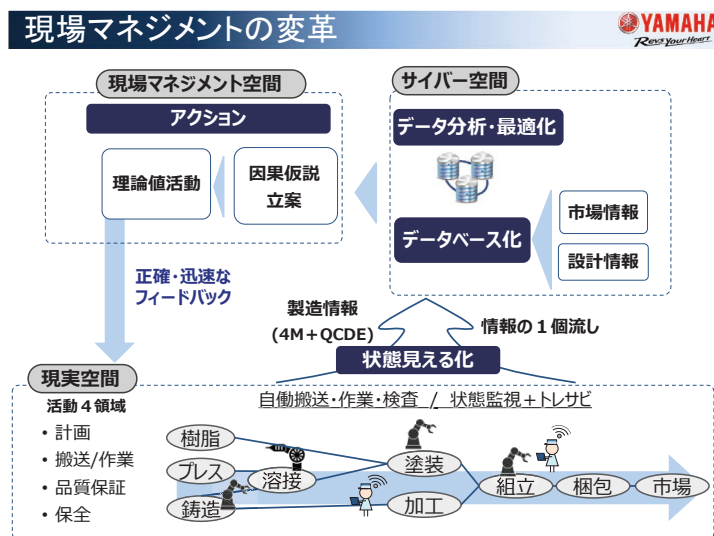 現場マネジメントの変革
YAMAHA
Revs Your Heart
現場マネジメント空間
アクション
理論値活動
因果仮説
立案
サイバー空間
データ分析・最適化
データベース化
市場情報
設計情報
正確・迅速な
フィードバック
製造情報
(4M+QCDE)
情報の１個流し
状態見える化
現実空間
活動４領域
・計画
・搬送/作業
・品質保証
・保全
自働搬送・作業・検査 / 状態監視+トレサビ
樹脂
プレス
鋳造
溶接
塗装
加工
組立
梱包
市場